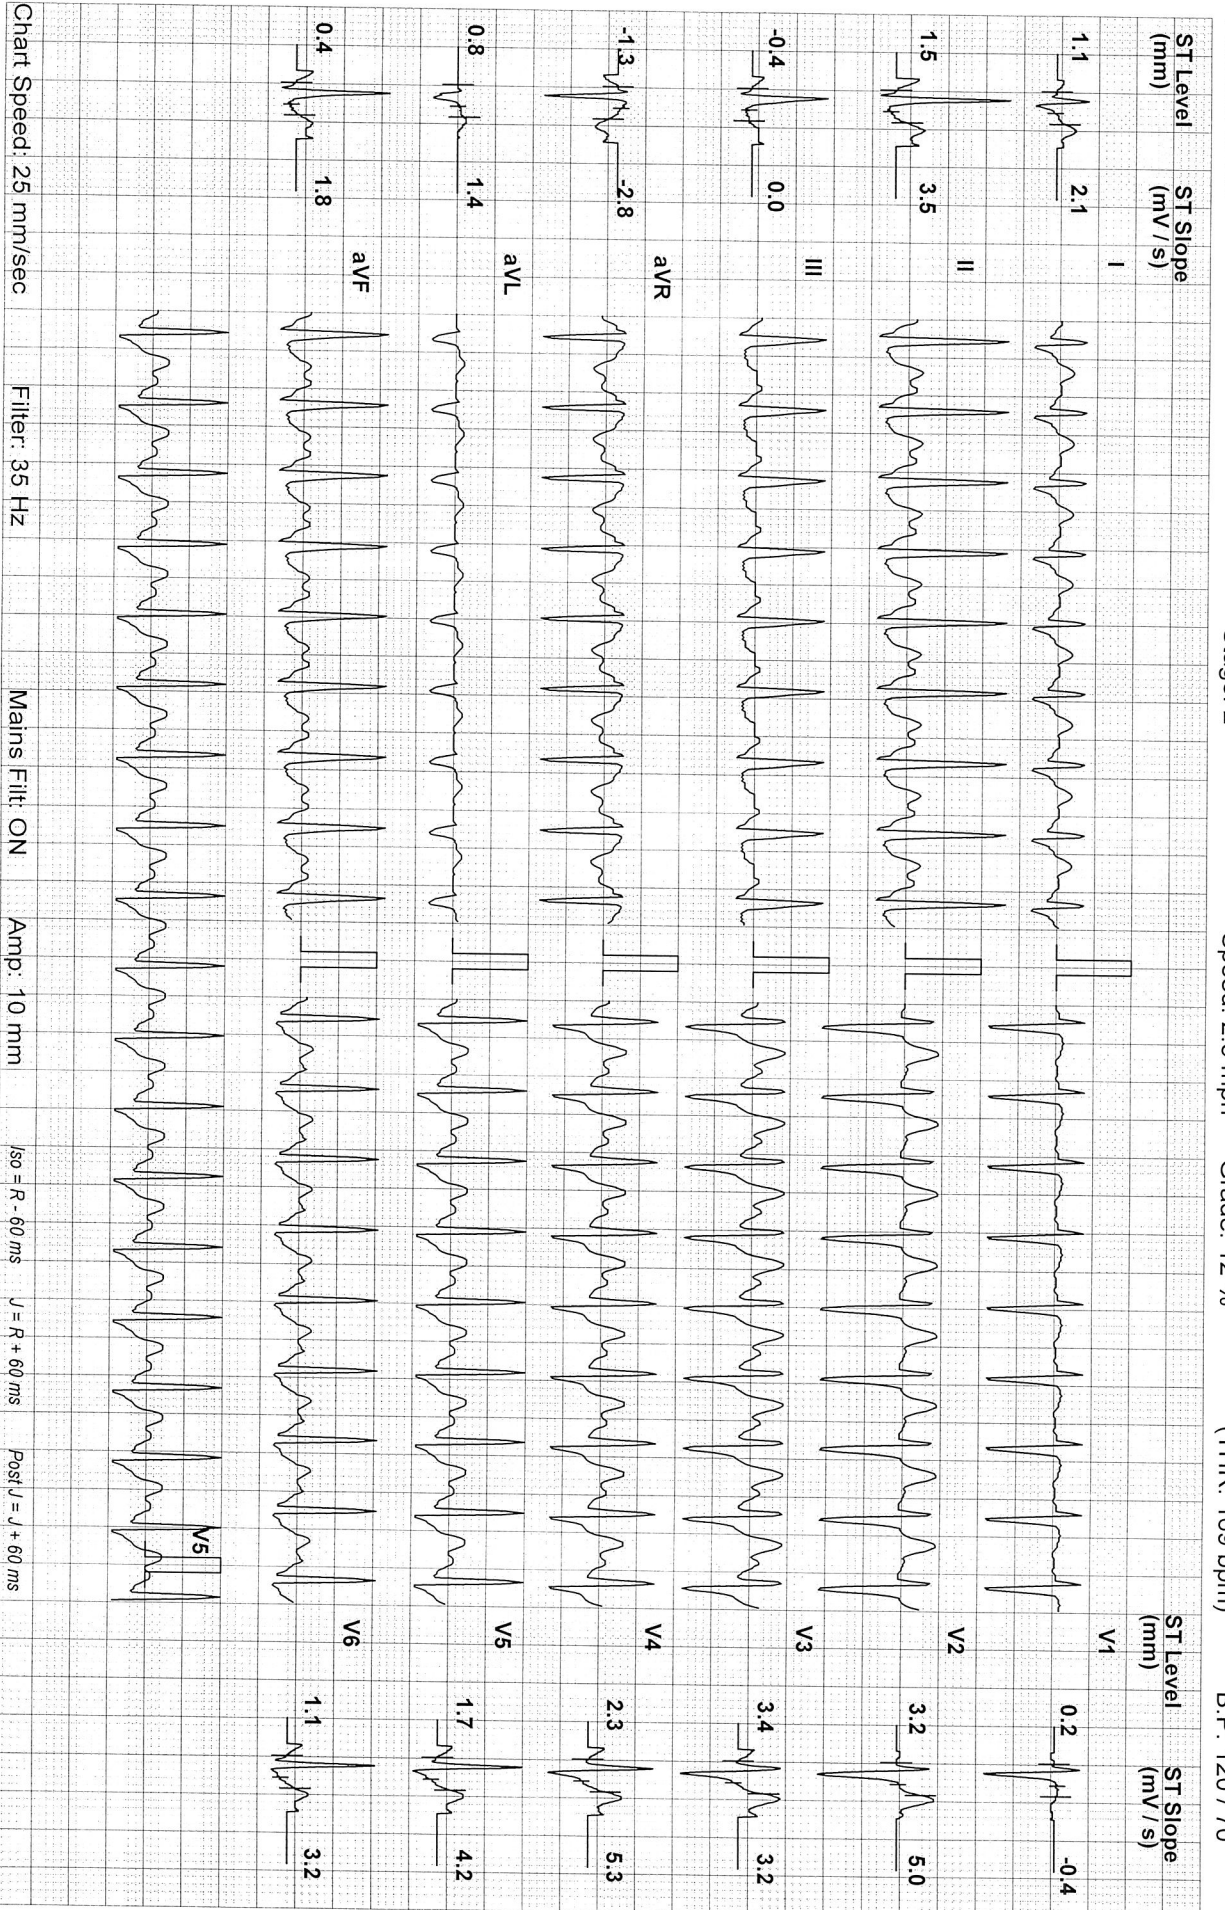 B.P. 120 / 70
ST Level
(mm)
ST Slope
(mV / s)
ST Level
(mm)
ST Slope
(mV / s)
1.1
2.1
I
V1
0.2
-0.4
1.5
3.5
II
V2
3.2
5.0
-0.4
0.0
III
V3
3.4
3.2
-1.3
-2.8
aVR
V4
2.3
5.3
0.8
1.4
aVL
V5
1.7
4.2
0.4
1.8
aVF
V6
1.1
3.2
V5
Chart Speed: 25 mm/sec Filter: 35 Hz Mains Filt: ON Amp: 10 mm Iso = R - 60 ms J = R + 60 ms Post J = J + 60 ms